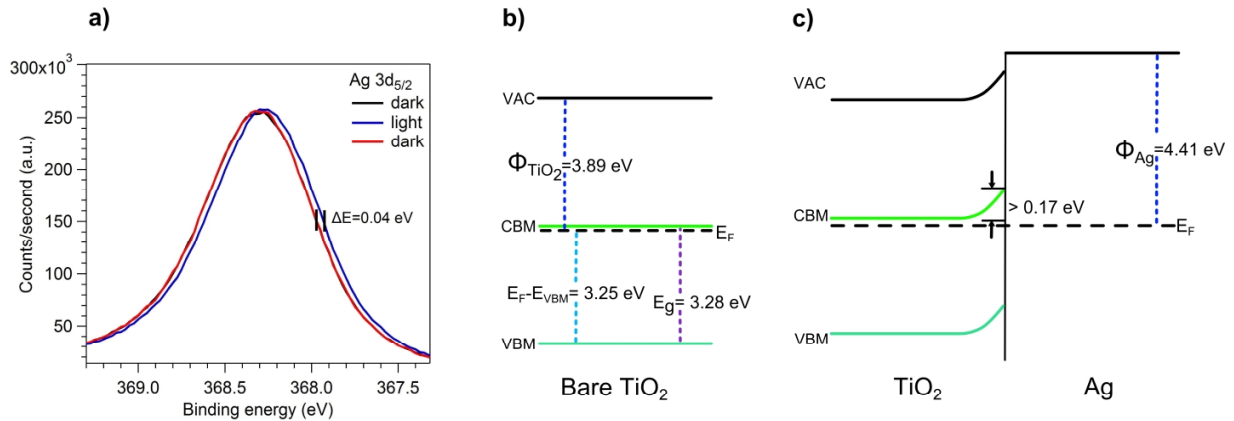 a)
300x10³
250
200
150
100
50
Counts/second (a.u.)
369.0
368.5
368.0
367.5
Binding energy (eV)
Ag 3d5/2
dark
light
dark
ΔE=0.04 eV
b)
VAC
ΦTiO₂=3.89 eV
CBM
EF
EF-EVBM= 3.25 eV
Eg= 3.28 eV
VBM
Bare TiO₂
c)
VAC
ΦAg=4.41 eV
CBM
> 0.17 eV
EF
VBM
TiO₂
Ag